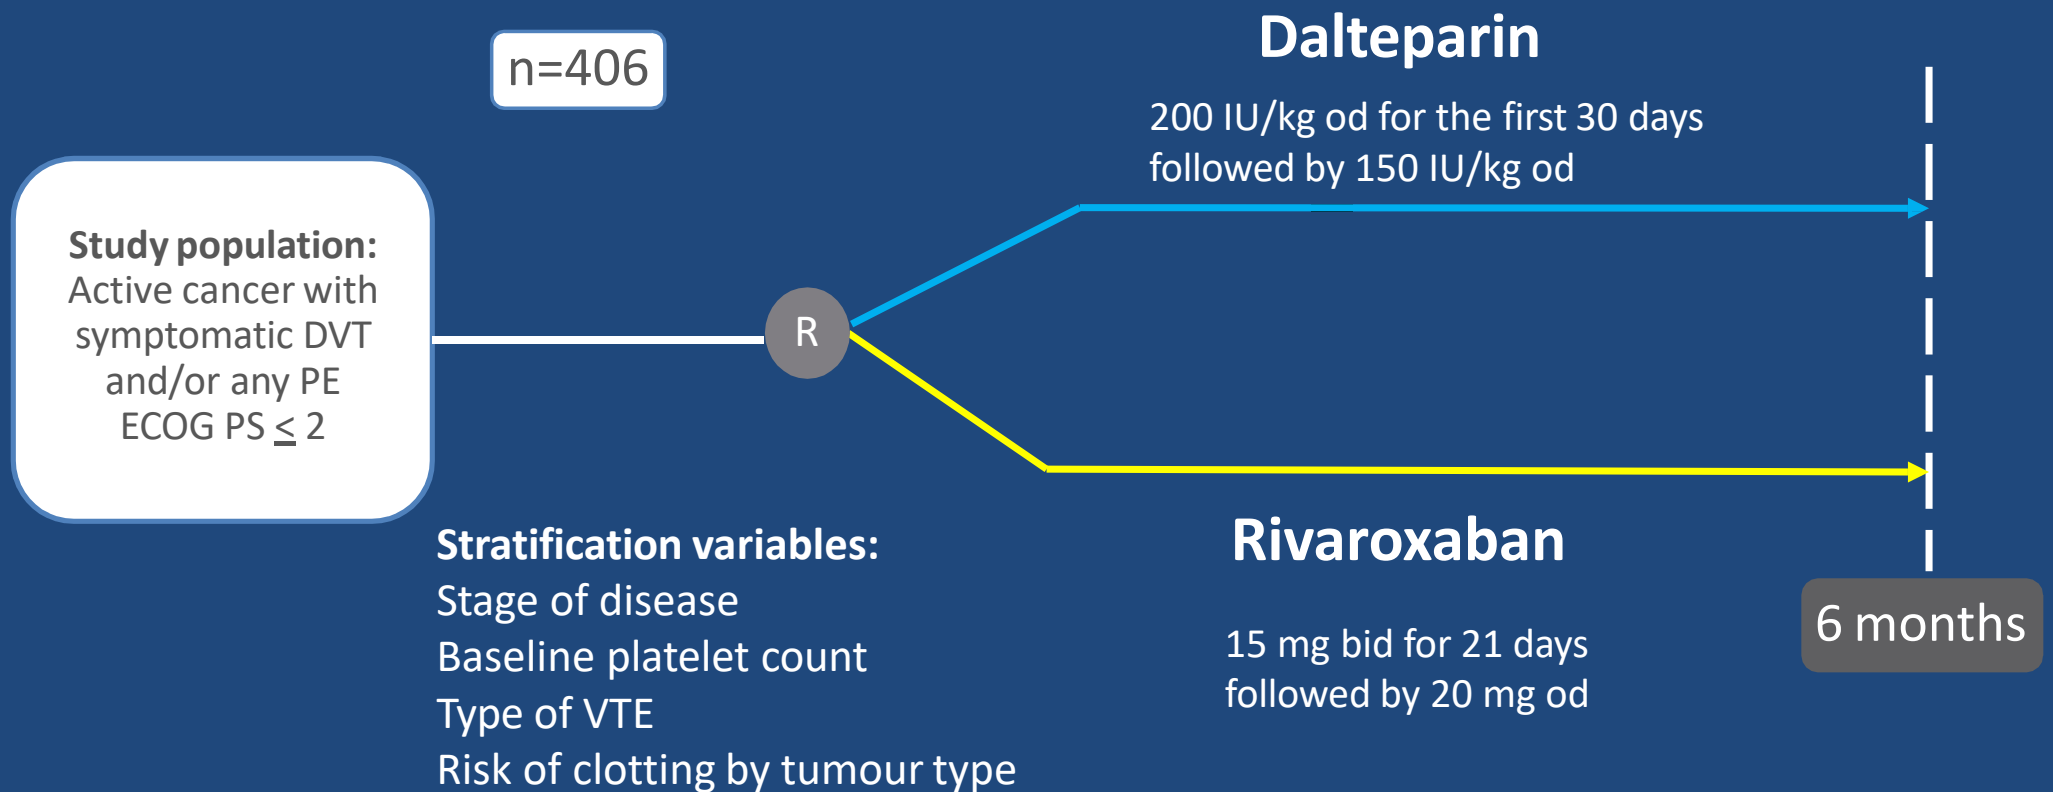 n=406
Study population:
Active cancer with
symptomatic DVT
and/or any PE
ECOG PS ≤ 2
R
Dalteparin
200 IU/kg od for the first 30 days
followed by 150 IU/kg od
Stratification variables:
Stage of disease
Baseline platelet count
Type of VTE
Risk of clotting by tumour type
Rivaroxaban
15 mg bid for 21 days
followed by 20 mg od
6 months